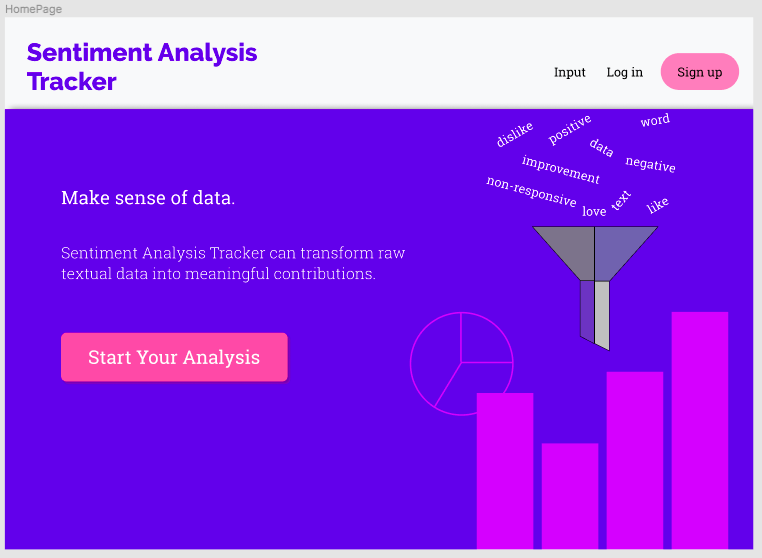 HomePage
Sentiment Analysis
Tracker
Input
Log in
Sign up
dislike
positive
word
data
improvement
negative
non-responsive
love
text
like
Make sense of data.
Sentiment Analysis Tracker can transform raw
textual data into meaningful contributions.
Start Your Analysis